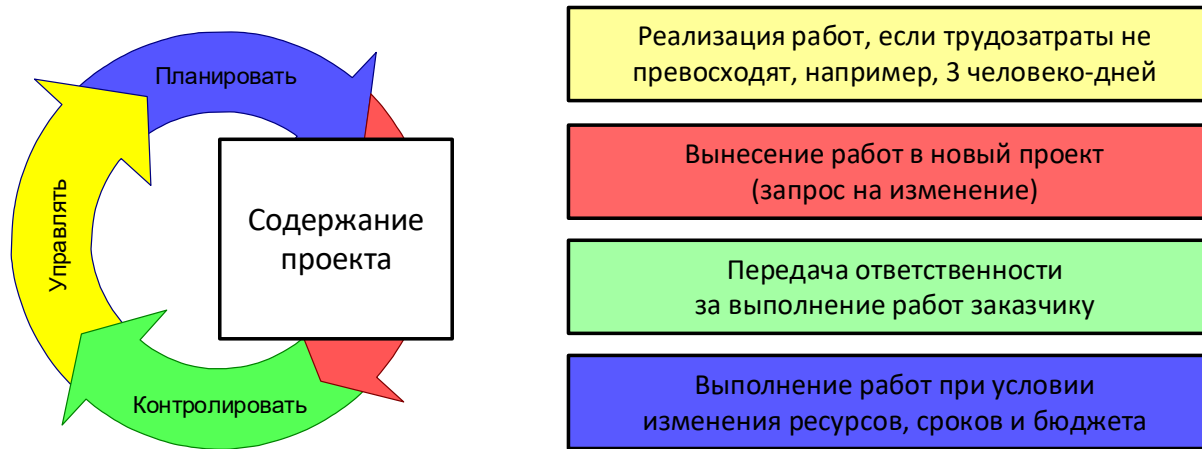 Планировать
Управлять
Содержание
проекта
Контролировать
Реализация работ, если трудозатраты не
превосходят, например, 3 человеко-дней
Вынесение работ в новый проект
(запрос на изменение)
Передача ответственности
за выполнение работ заказчику
Выполнение работ при условии
изменения ресурсов, сроков и бюджета